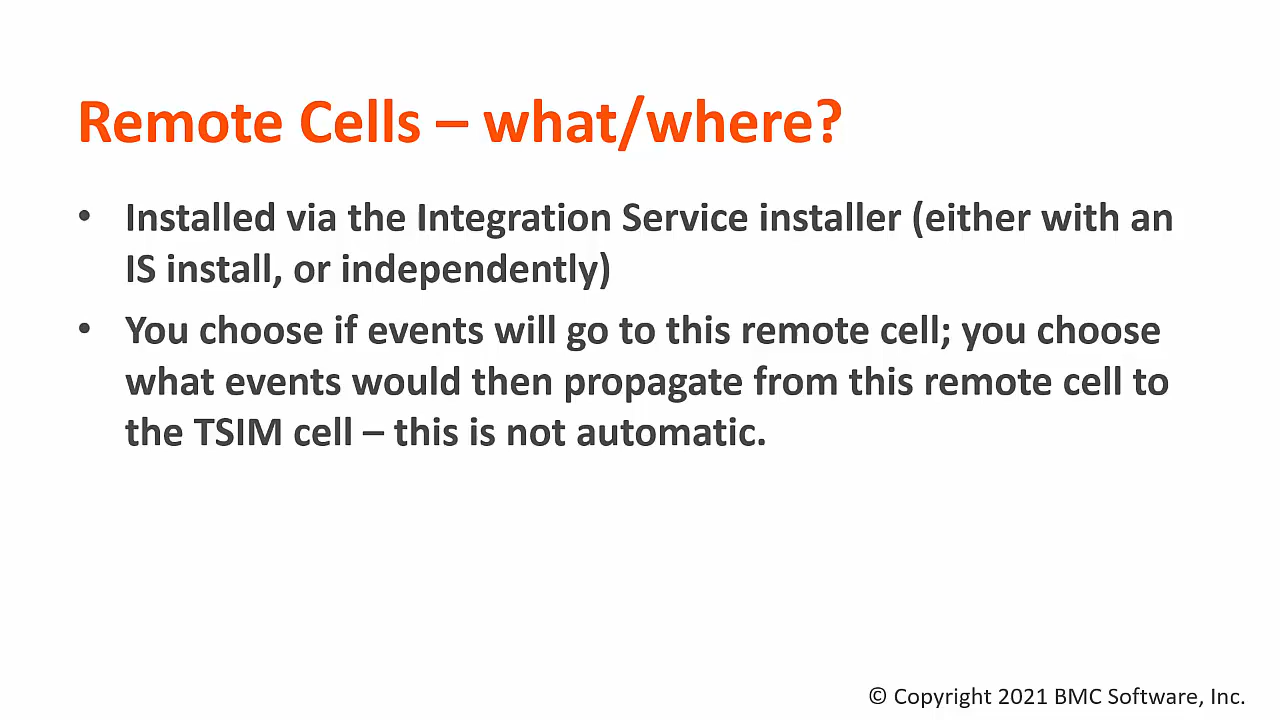 Remote Cells – what/where?
• Installed via the Integration Service installer (either with an
IS install, or independently)
• You choose if events will go to this remote cell; you choose
what events would then propagate from this remote cell to
the TSIM cell – this is not automatic.
© Copyright 2021 BMC Software, Inc.